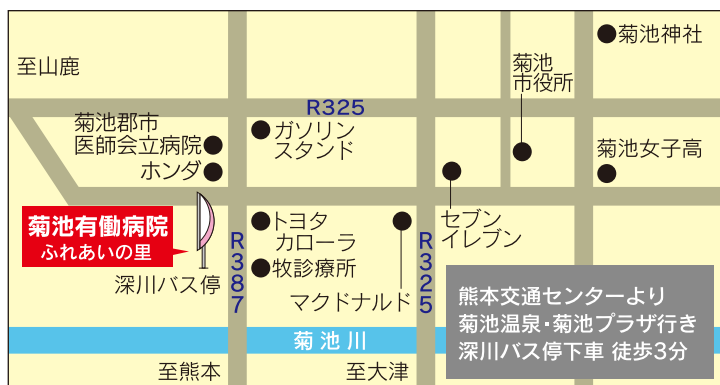 菊池神社
至山鹿
菊池
市役所
R325
菊池郡市
医師会立病院
ホンダ
ガソリン
スタンド
菊池女子高
菊池有働病院
ふれあいの里
深川バス停
R387
トヨタ
カローラ
牧診療所
マクドナルド
R325
セブン
イレブン
熊本交通センターより
菊池温泉・菊池プラザ行き
深川バス停下車 徒歩3分
菊池川
至熊本
至大津